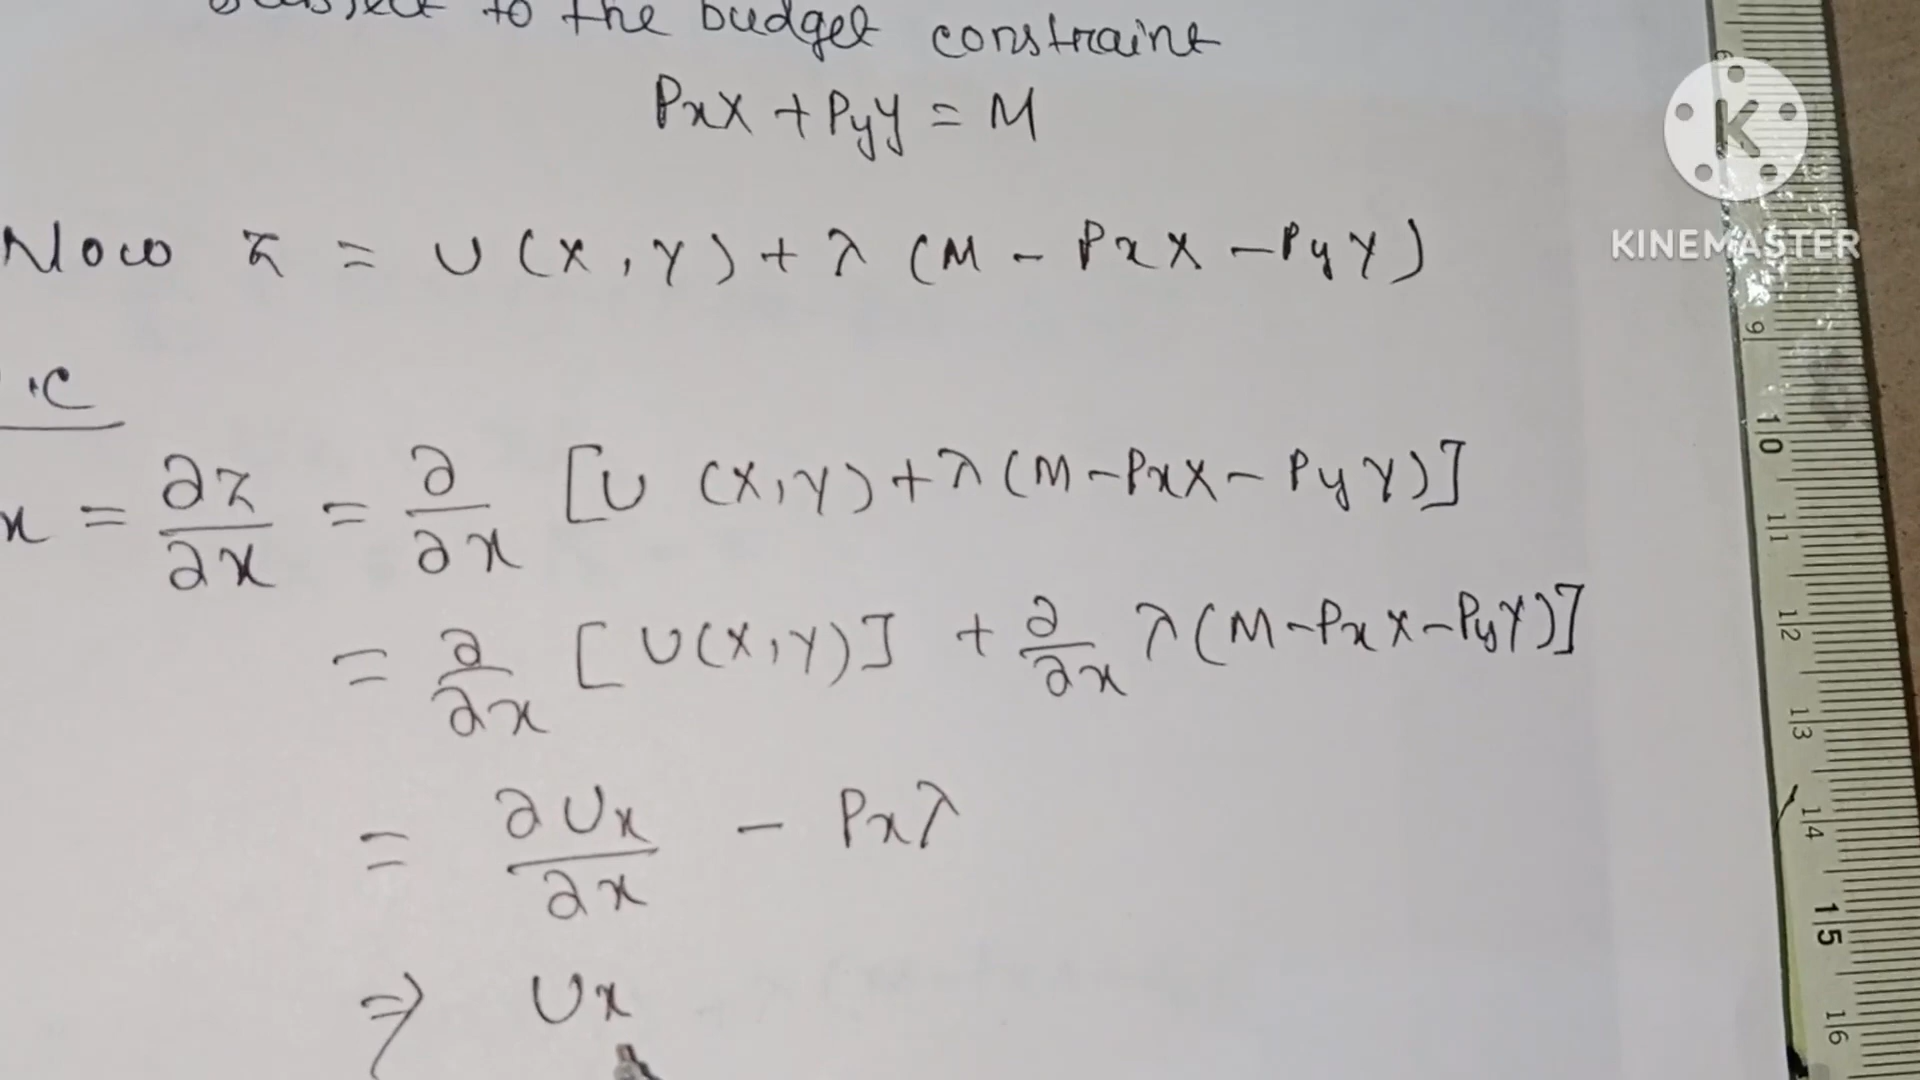 to the budget constraint
PxX + PyY = M
Now Z = U(X,Y) + λ (M - PxX - PyY)
.C
x = ∂Z/∂x = ∂/∂x [U (X,Y) + λ(M - PxX - PyY)]
= ∂/∂x [U(X,Y)] + ∂/∂x λ(M - PxX - PyY)]
= ∂Ux/∂x - Pxλ
⇒ Ux
K
KINEMASTER
6
9
10
11
12
13
14
15
16